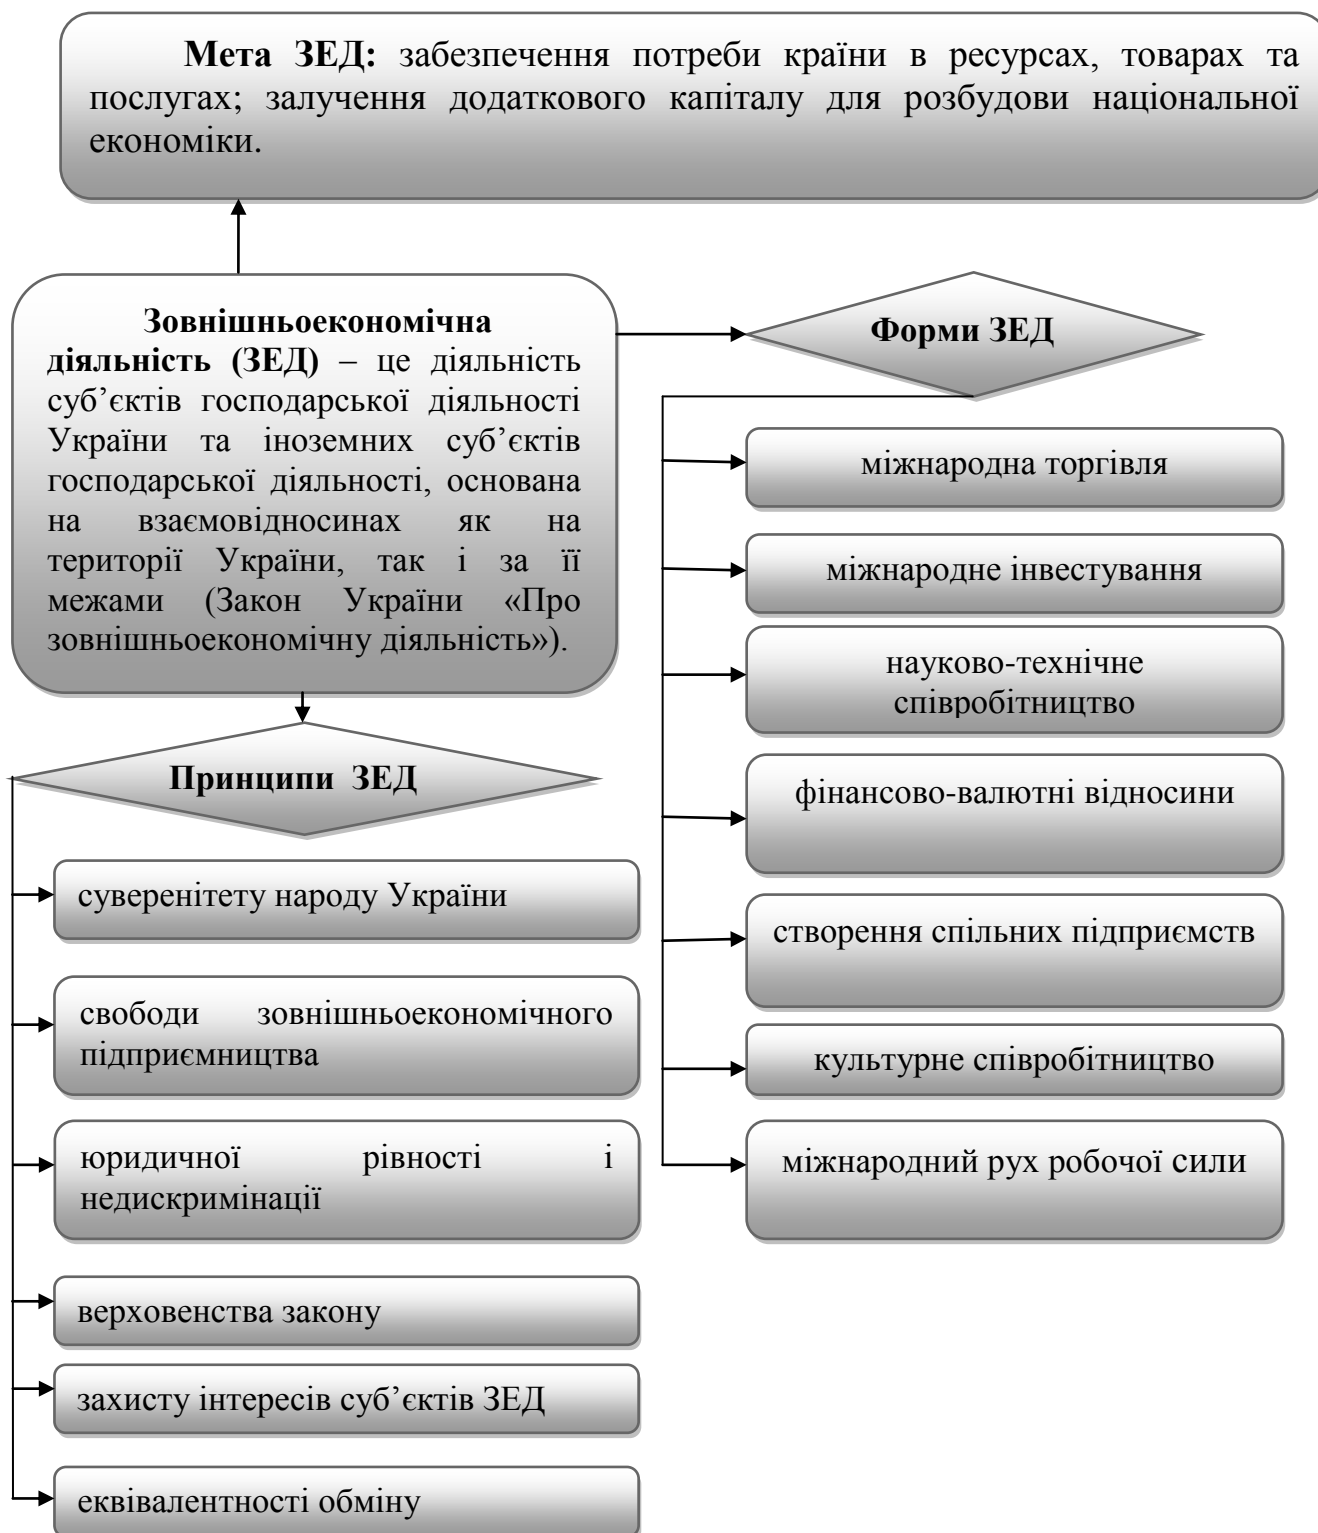 Мета ЗЕД: забезпечення потреби країни в ресурсах, товарах та
послугах; залучення додаткового капіталу для розбудови національної
економіки.
Зовнішньоекономічна
діяльність (ЗЕД) – це діяльність
суб’єктів господарської діяльності
України та іноземних суб’єктів
господарської діяльності, основана
на взаємовідносинах як на
території України, так і за її
межами (Закон України «Про
зовнішньоекономічну діяльність»).
Форми ЗЕД
міжнародна торгівля
міжнародне інвестування
науково-технічне
співробітництво
фінансово-валютні відносини
створення спільних підприємств
культурне співробітництво
міжнародний рух робочої сили
Принципи ЗЕД
суверенітету народу України
свободи зовнішньоекономічного
підприємництва
юридичної рівності і
недискримінації
верховенства закону
захисту інтересів суб’єктів ЗЕД
еквівалентності обміну